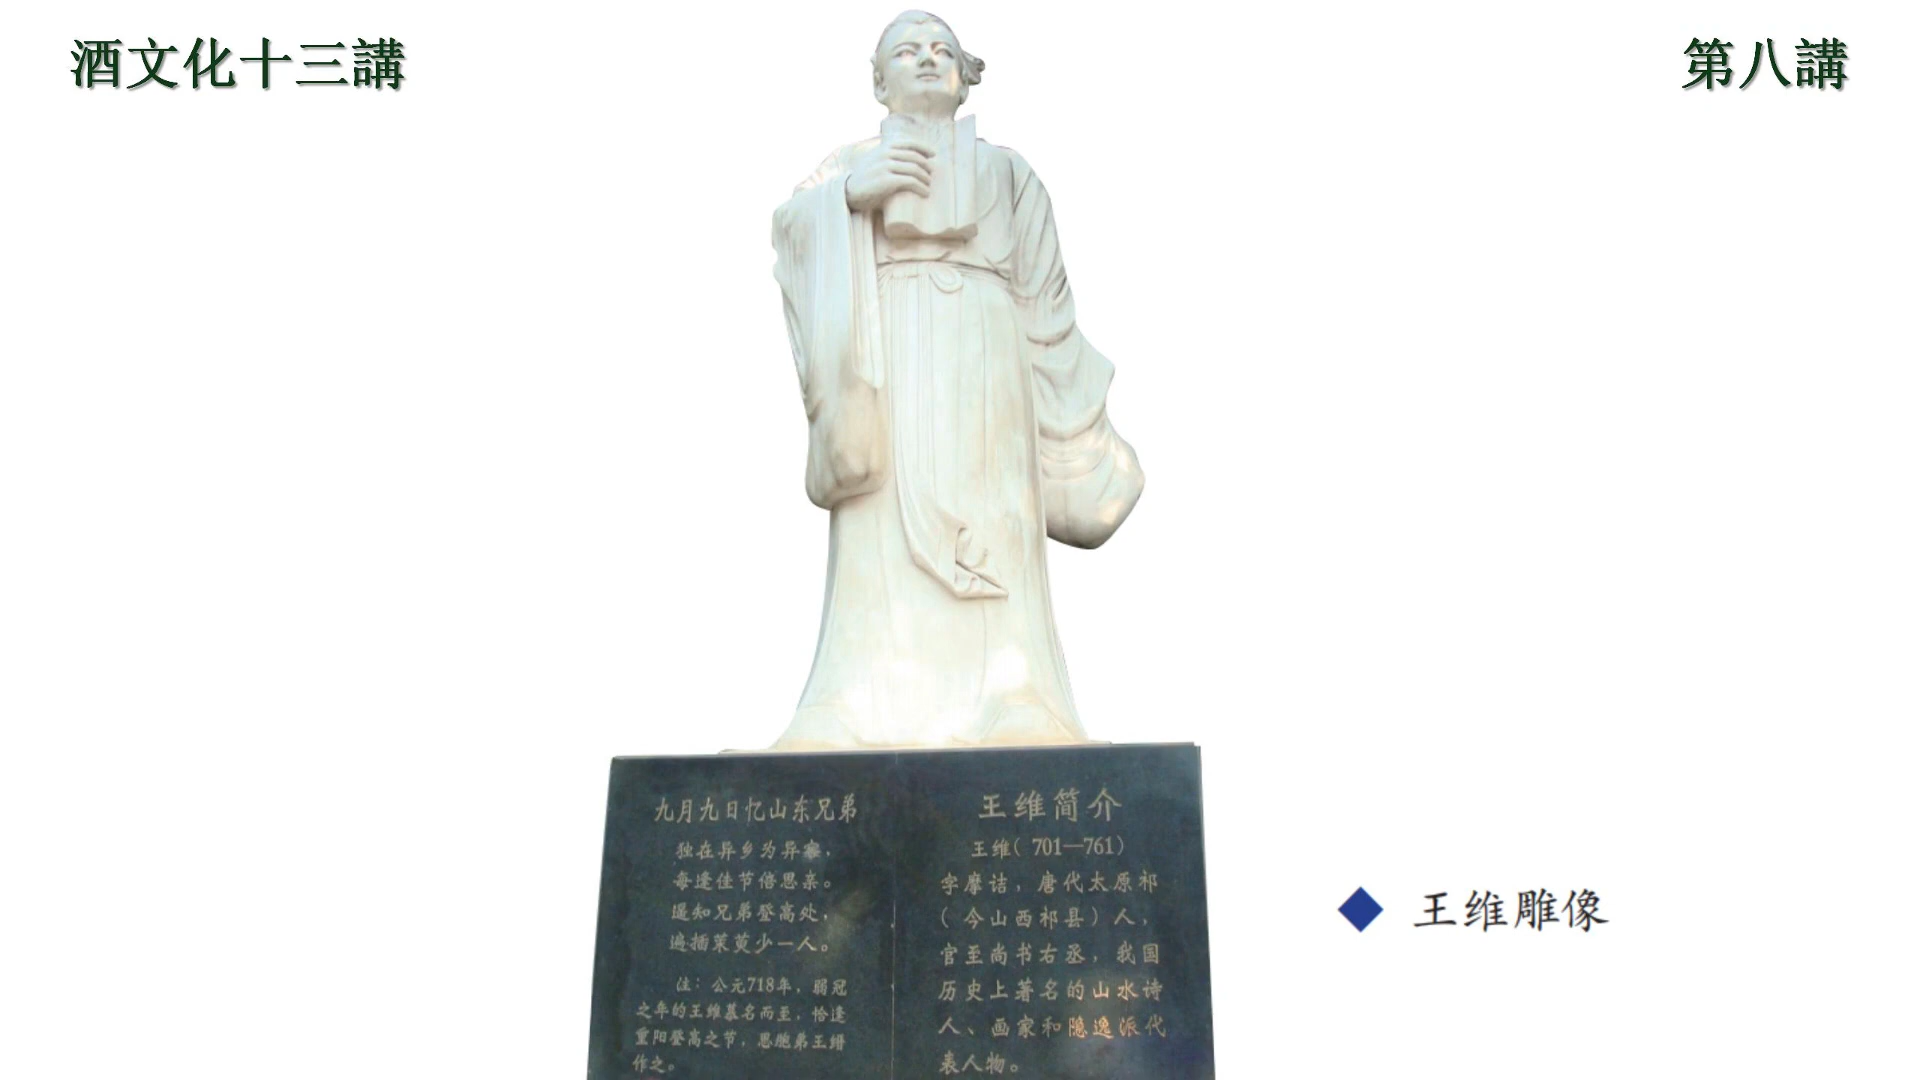 酒文化十三講
第八講
九月九日忆山东兄弟
独在异乡为异客，
每逢佳节倍思亲。
遥知兄弟登高处，
遍插茱萸少一人。
注：公元718年，弱冠
之年的王维慕名而至，恰逢
重阳登高之节，思胞弟王缙
作之。
王维简介
王维（701—761）
字摩诘，唐代太原祁
（今山西祁县）人，
官至尚书右丞，我国
历史上著名的山水诗
人、画家和隐逸派代
表人物。
◆ 王维雕像